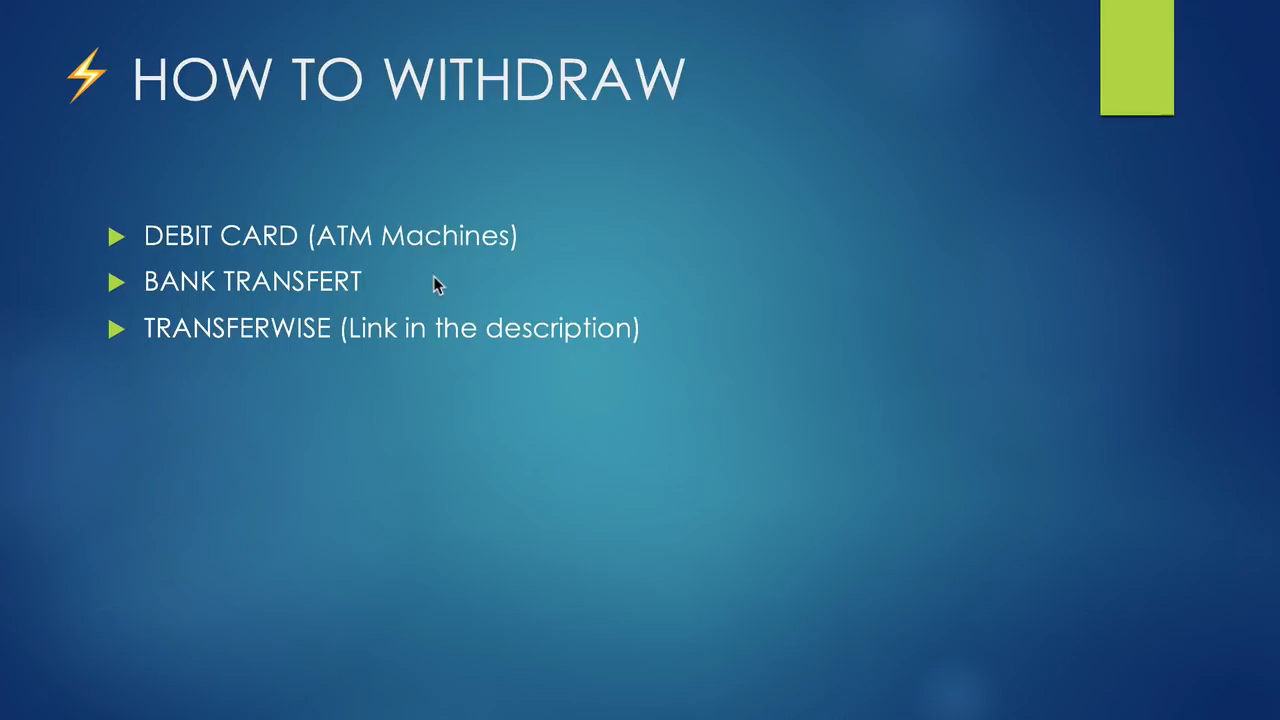 ⚡ HOW TO WITHDRAW
DEBIT CARD (ATM Machines)
BANK TRANSFERT
TRANSFERWISE (Link in the description)